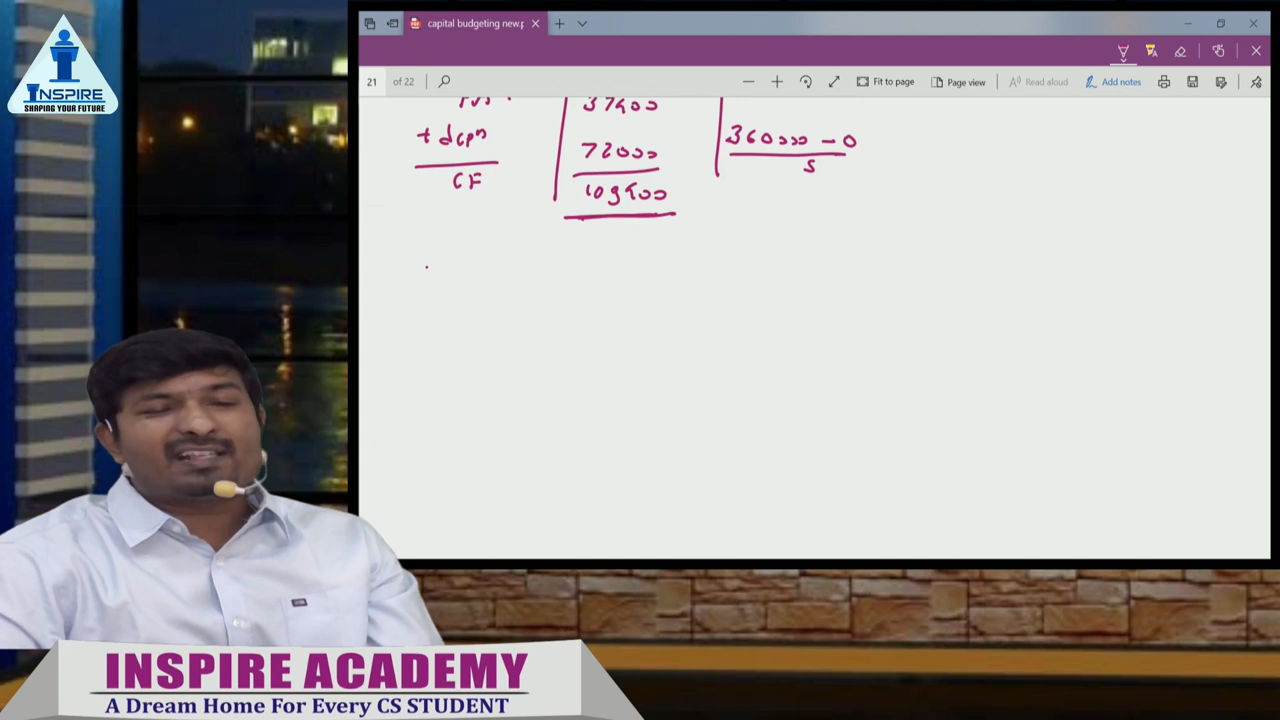 INSPIRE
SHAPING YOUR FUTURE
capital budgeting new.p
21 of 22
Fit to page
Page view
Read aloud
Add notes
37500
+ depn
72000
CF
109500
360000 - 0
5
INSPIRE ACADEMY
A Dream Home For Every CS STUDENT